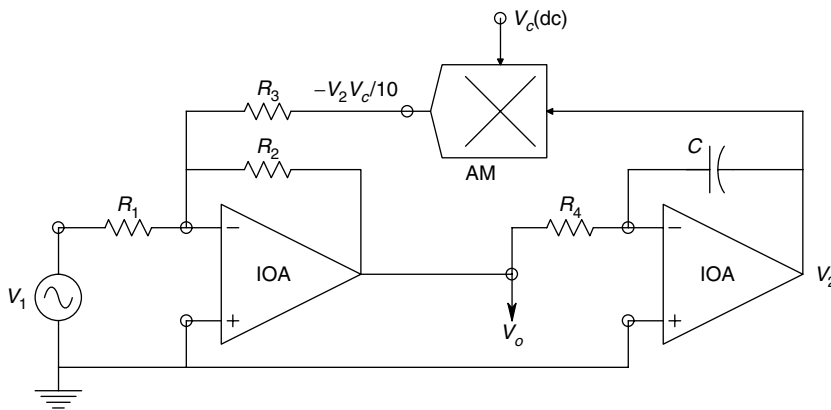 V_c(dc)
R_3
−V_2V_c/10
R_2
AM
C
R_1
R_4
−
IOA
−
IOA
V_1
V_2
+
V_o
+